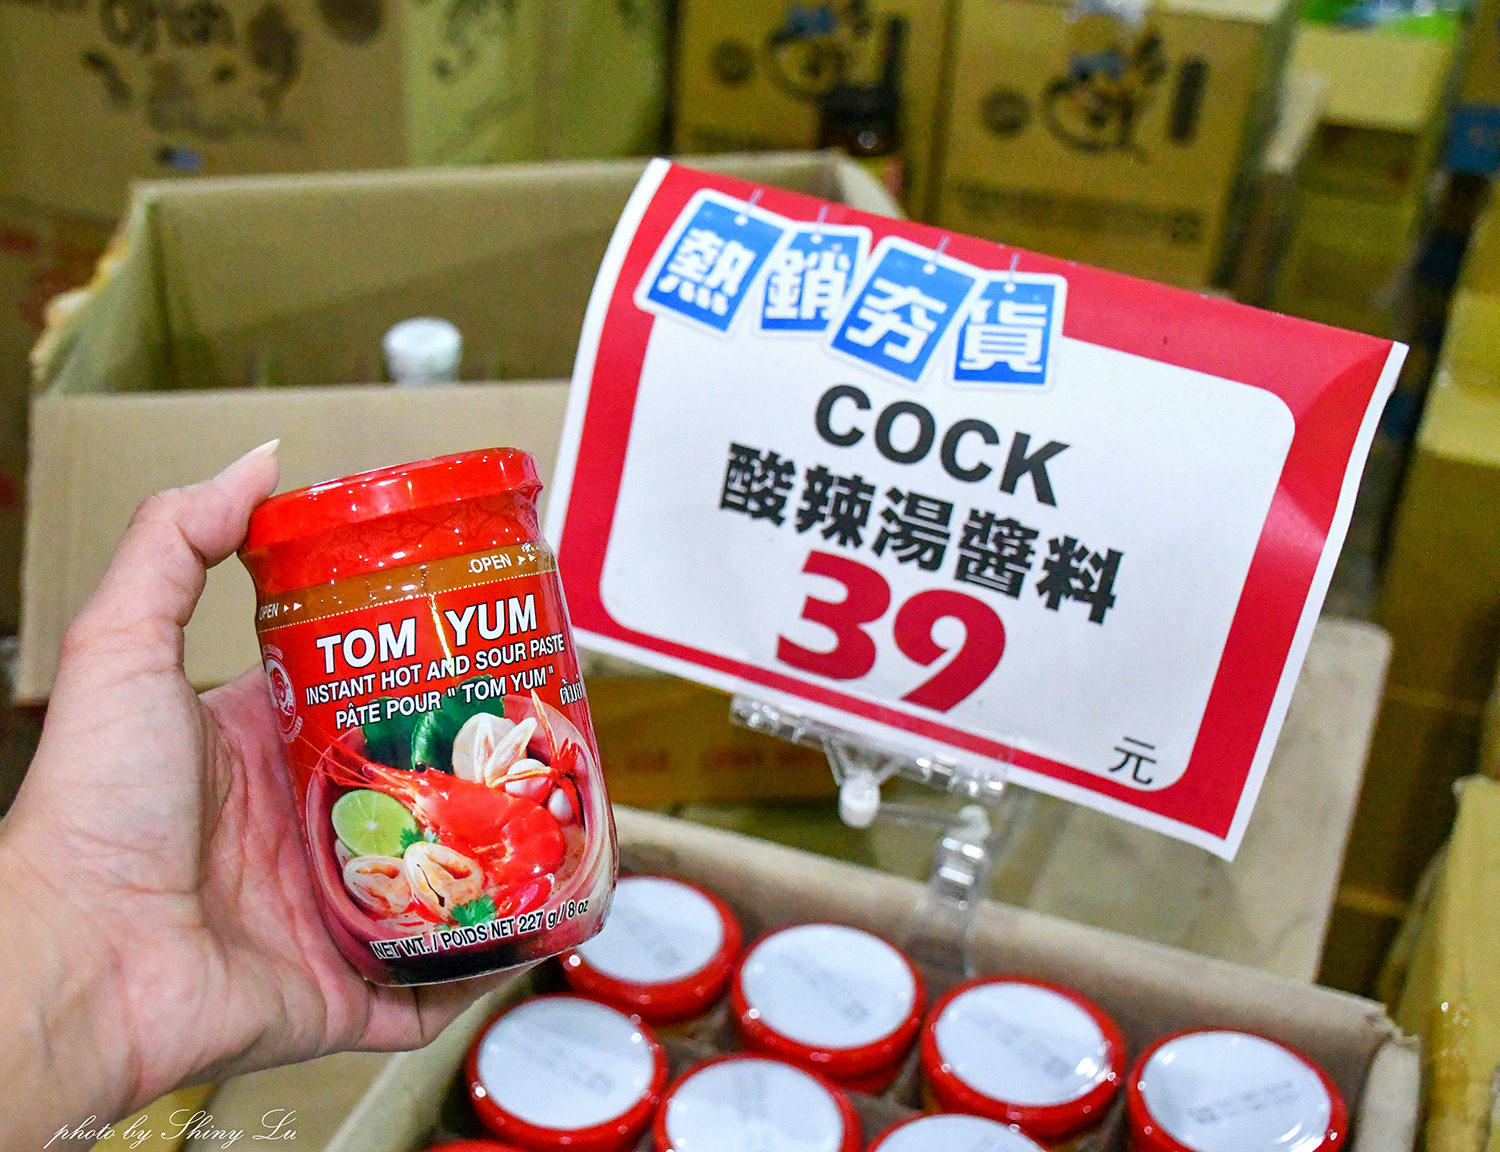 熱銷夯貨
COCK
酸辣湯醬料
39
元
OPEN
OPEN
TOM YUM
INSTANT HOT AND SOUR PASTE
PÂTE POUR "TOM YUM"
NET WT. / POIDS NET 227 g / 8 oz
photo by Shiny Lu